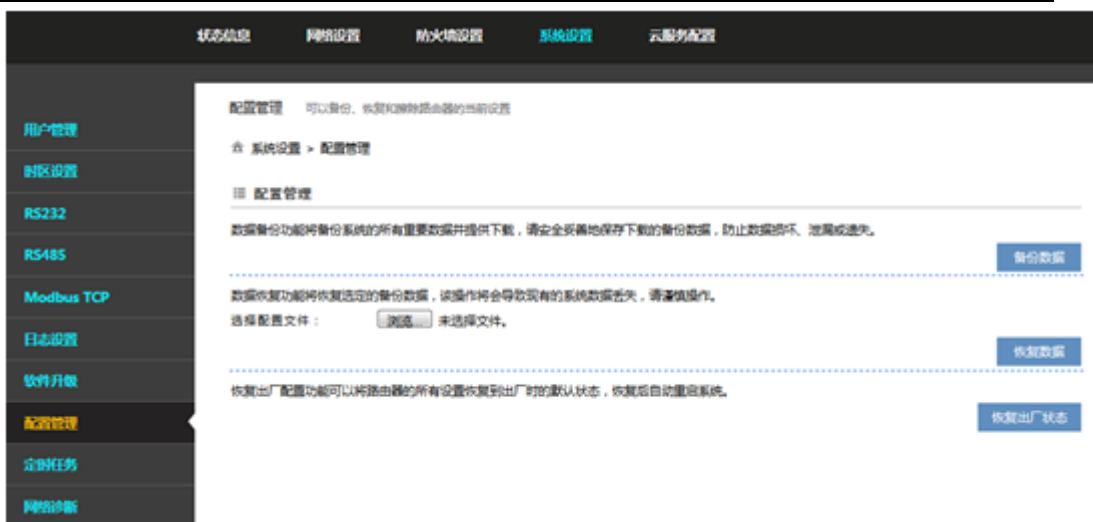 状态信息 网络设置 防火墙设置 系统设置 云服务配置
用户管理
时区设置
RS232
RS485
Modbus TCP
日志设置
软件升级
配置管理
定时任务
网络诊断
配置管理 可以备份、恢复和擦除路由器的当前设置
系统设置 > 配置管理
配置管理
数据备份功能将备份系统的所有重要数据并提供下载，请安全妥善地保存下载的备份数据，防止数据损坏、泄漏或遗失。
备份数据
数据恢复功能将恢复选定的备份数据，该操作将会导致现有的系统数据丢失，请谨慎操作。
选择配置文件： 浏览... 未选择文件。
恢复数据
恢复出厂配置功能可以将路由器的所有设置恢复到出厂时的默认状态，恢复后自动重启系统。
恢复出厂状态